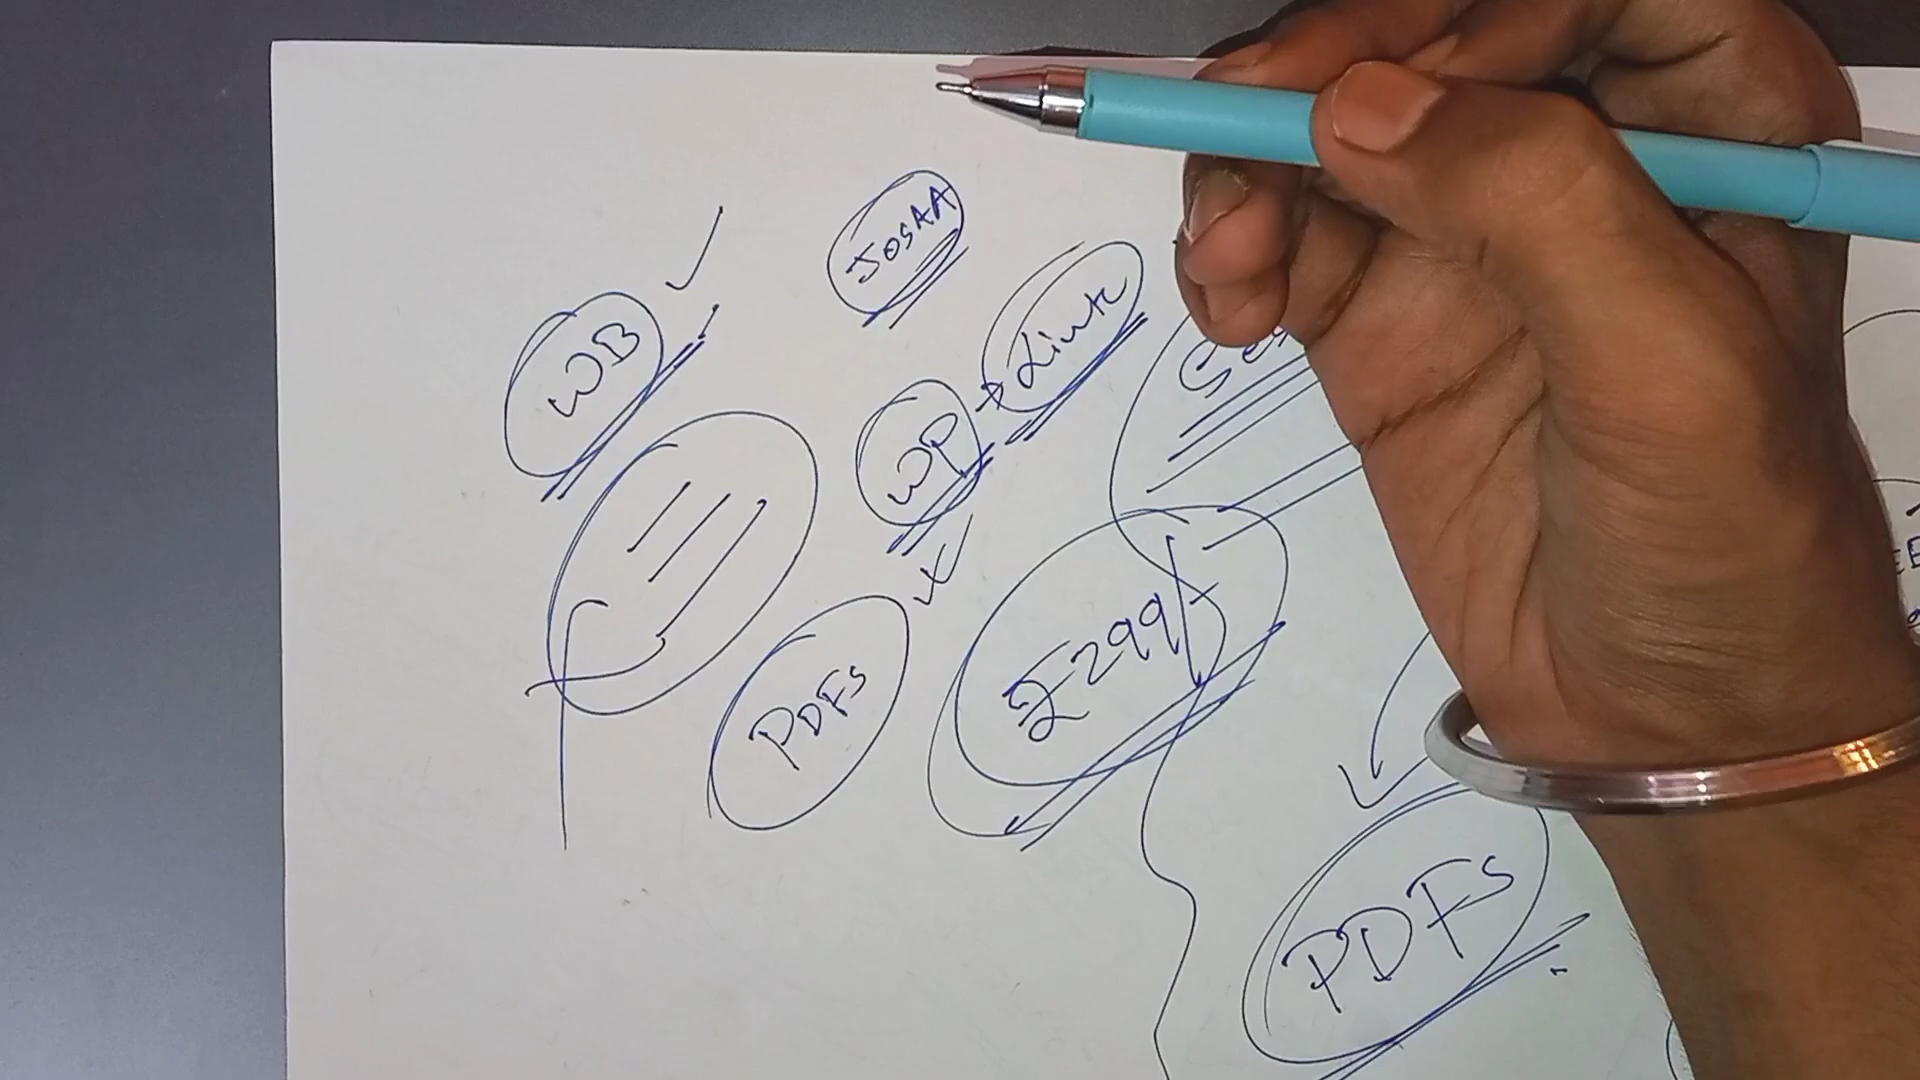 JosAA
WB
Link
WP
₹299/-
PDFs
PDFs